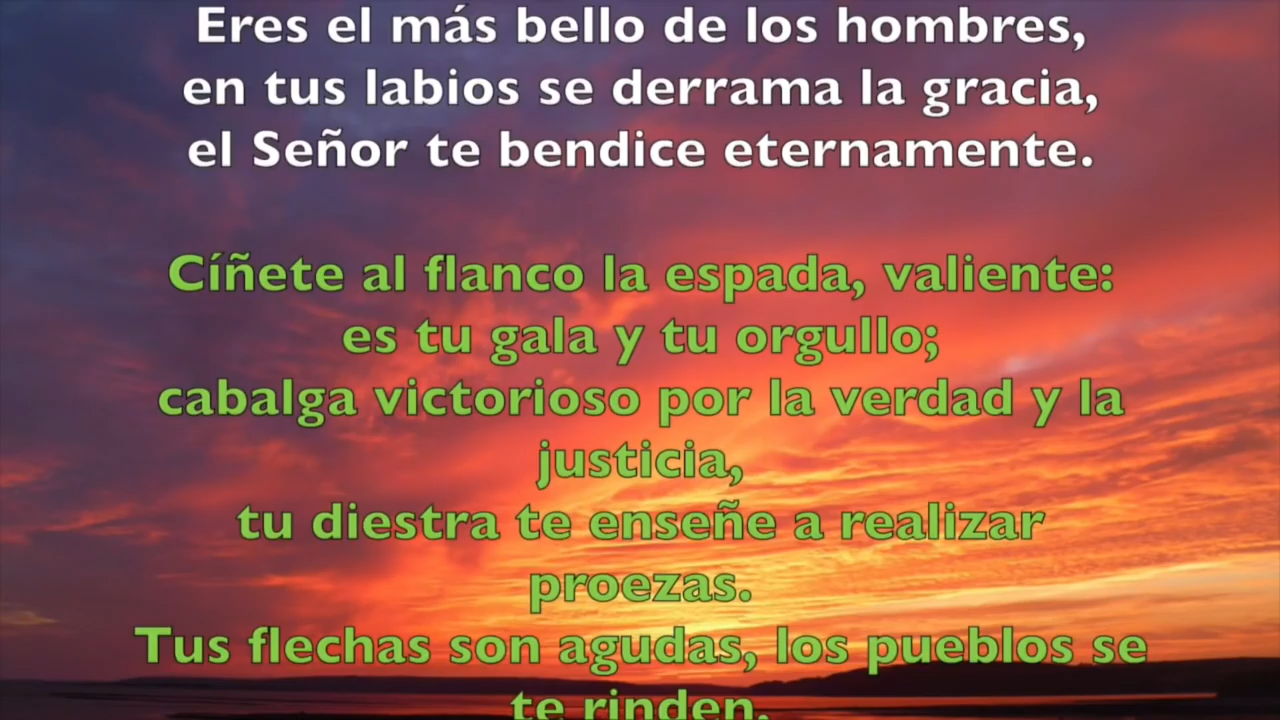 Eres el más bello de los hombres,
en tus labios se derrama la gracia,
el Señor te bendice eternamente.
Cíñete al flanco la espada, valiente:
es tu gala y tu orgullo;
cabalga victorioso por la verdad y la
justicia,
tu diestra te enseñe a realizar
proezas.
Tus flechas son agudas, los pueblos se
te rinden,